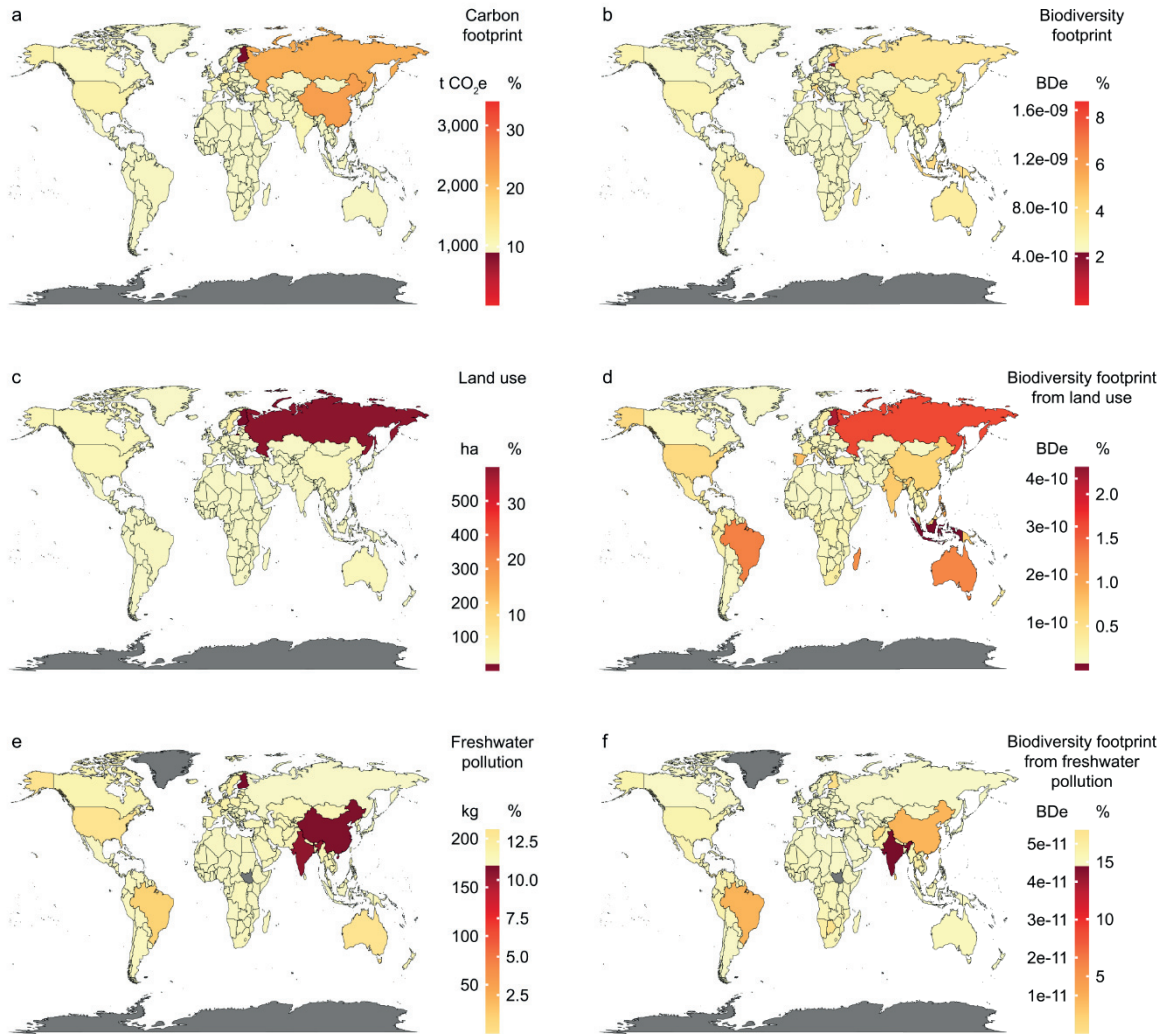 a
Carbon
footprint
t CO₂e %
3,000 30
2,000 20
1,000 10
b
Biodiversity
footprint
BDe %
1.6e-09 8
1.2e-09 6
8.0e-10 4
4.0e-10 2
c
Land use
ha %
500 30
400
300 20
200 10
100
d
Biodiversity footprint
from land use
BDe %
4e-10 2.0
3e-10 1.5
2e-10 1.0
1e-10 0.5
e
Freshwater
pollution
kg %
200 12.5
150 10.0
7.5
100 5.0
50 2.5
f
Biodiversity footprint
from freshwater
pollution
BDe %
5e-11 15
4e-11
3e-11 10
2e-11 5
1e-11